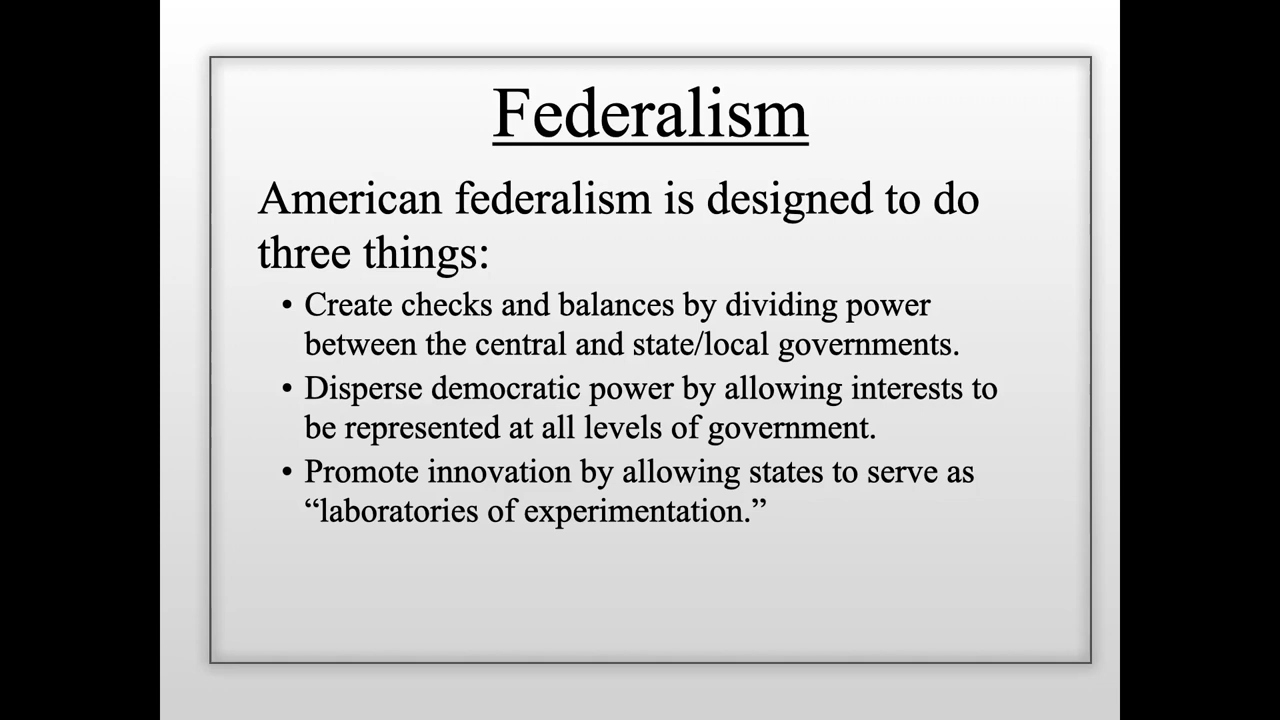 Federalism
American federalism is designed to do
three things:
• Create checks and balances by dividing power
between the central and state/local governments.
• Disperse democratic power by allowing interests to
be represented at all levels of government.
• Promote innovation by allowing states to serve as
“laboratories of experimentation.”